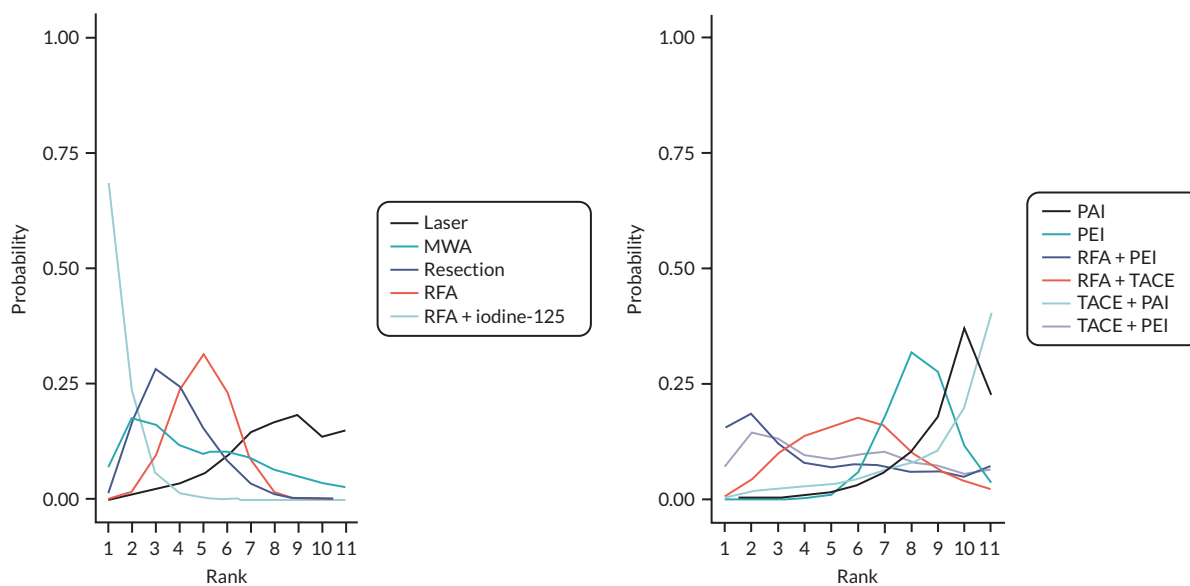 1.00
0.75
0.50
0.25
0.00
Probability
1 2 3 4 5 6 7 8 9 10 11
Rank
Laser
MWA
Resection
RFA
RFA + iodine-125
1.00
0.75
0.50
0.25
0.00
Probability
1 2 3 4 5 6 7 8 9 10 11
Rank
PAI
PEI
RFA + PEI
RFA + TACE
TACE + PAI
TACE + PEI